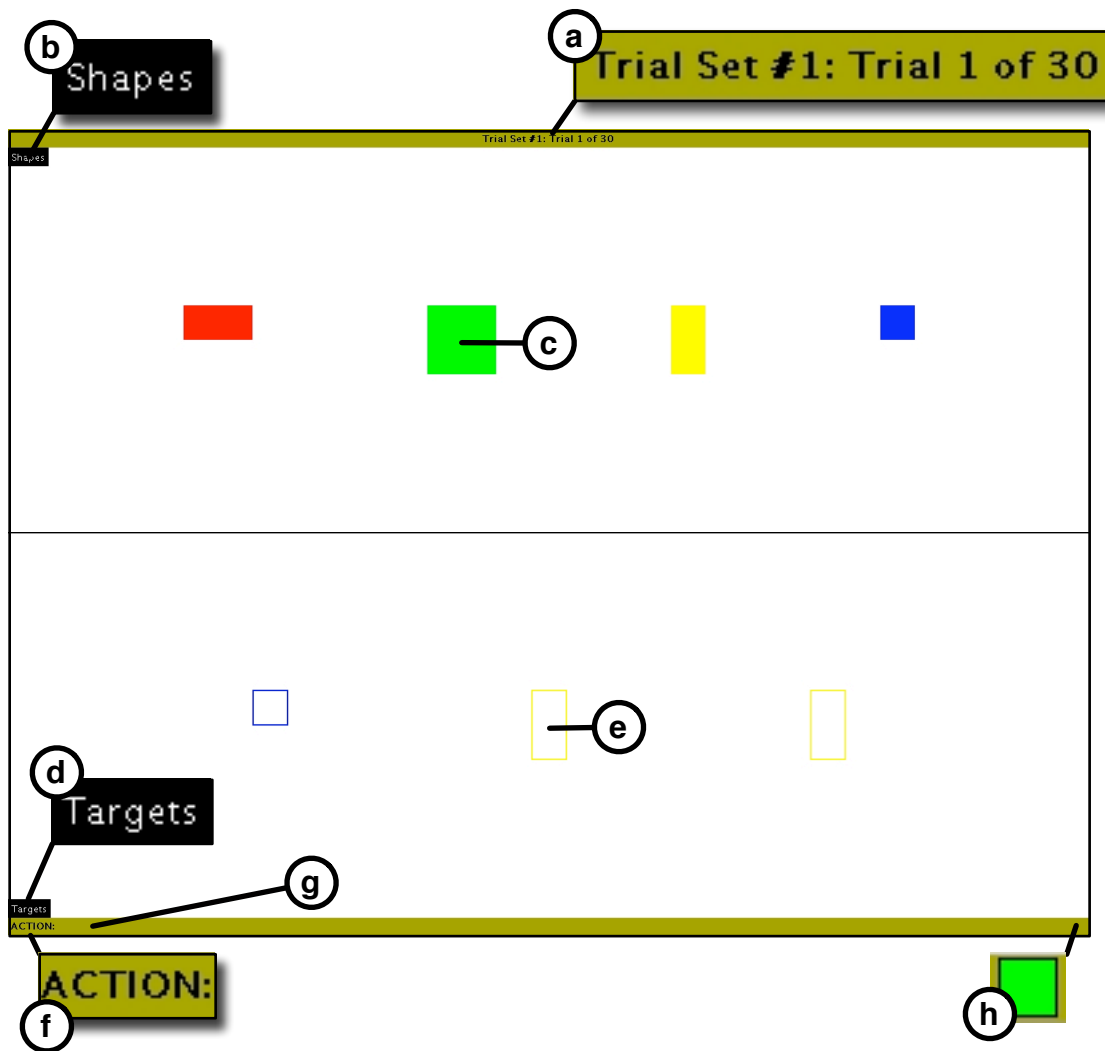 b
a
Shapes
Trial Set #1: Trial 1 of 30
Trial Set #1: Trial 1 of 30
Shapes
c
e
d
Targets
g
Targets
ACTION:
ACTION:
h
f